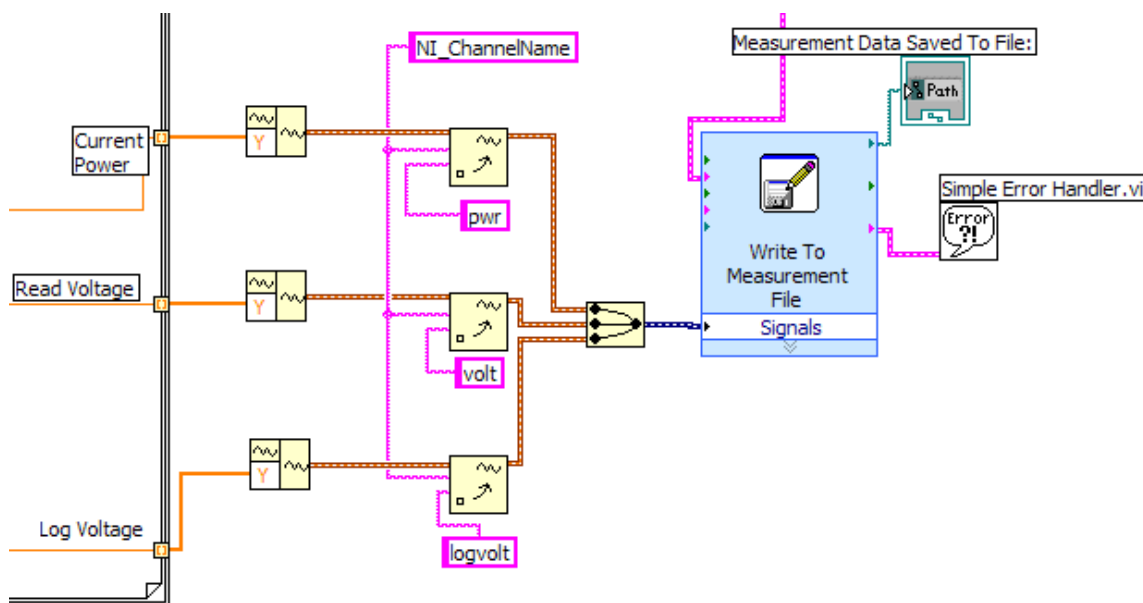 NI_ChannelName
Measurement Data Saved To File:
Path
Current
Power
Y
pwr
Simple Error Handler.vi
Error
?!
Write To
Measurement
File
Read Voltage
Y
Signals
volt
Y
Log Voltage
logvolt